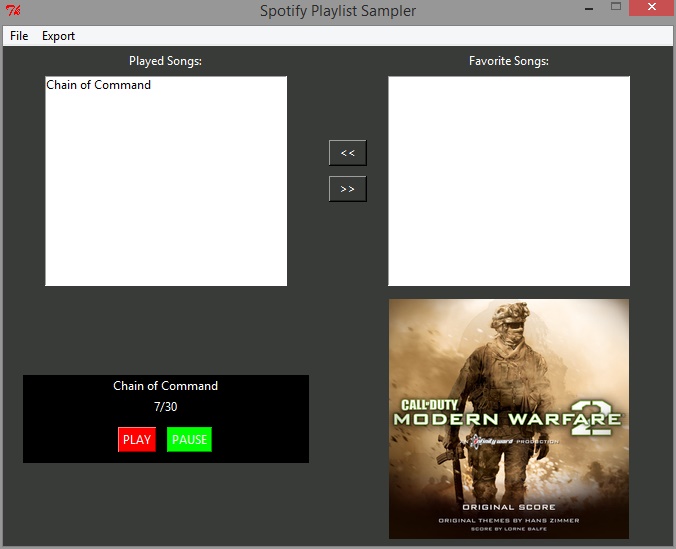 Spotify Playlist Sampler
File Export
Played Songs: Favorite Songs:
Chain of Command
<<
>>
Chain of Command
7/30
PLAY PAUSE
CALL OF DUTY
MODERN WARFARE 2
AN infinity ward PRODUCTION
ORIGINAL SCORE
ORIGINAL THEMES BY HANS ZIMMER
SCORE BY LORNE BALFE